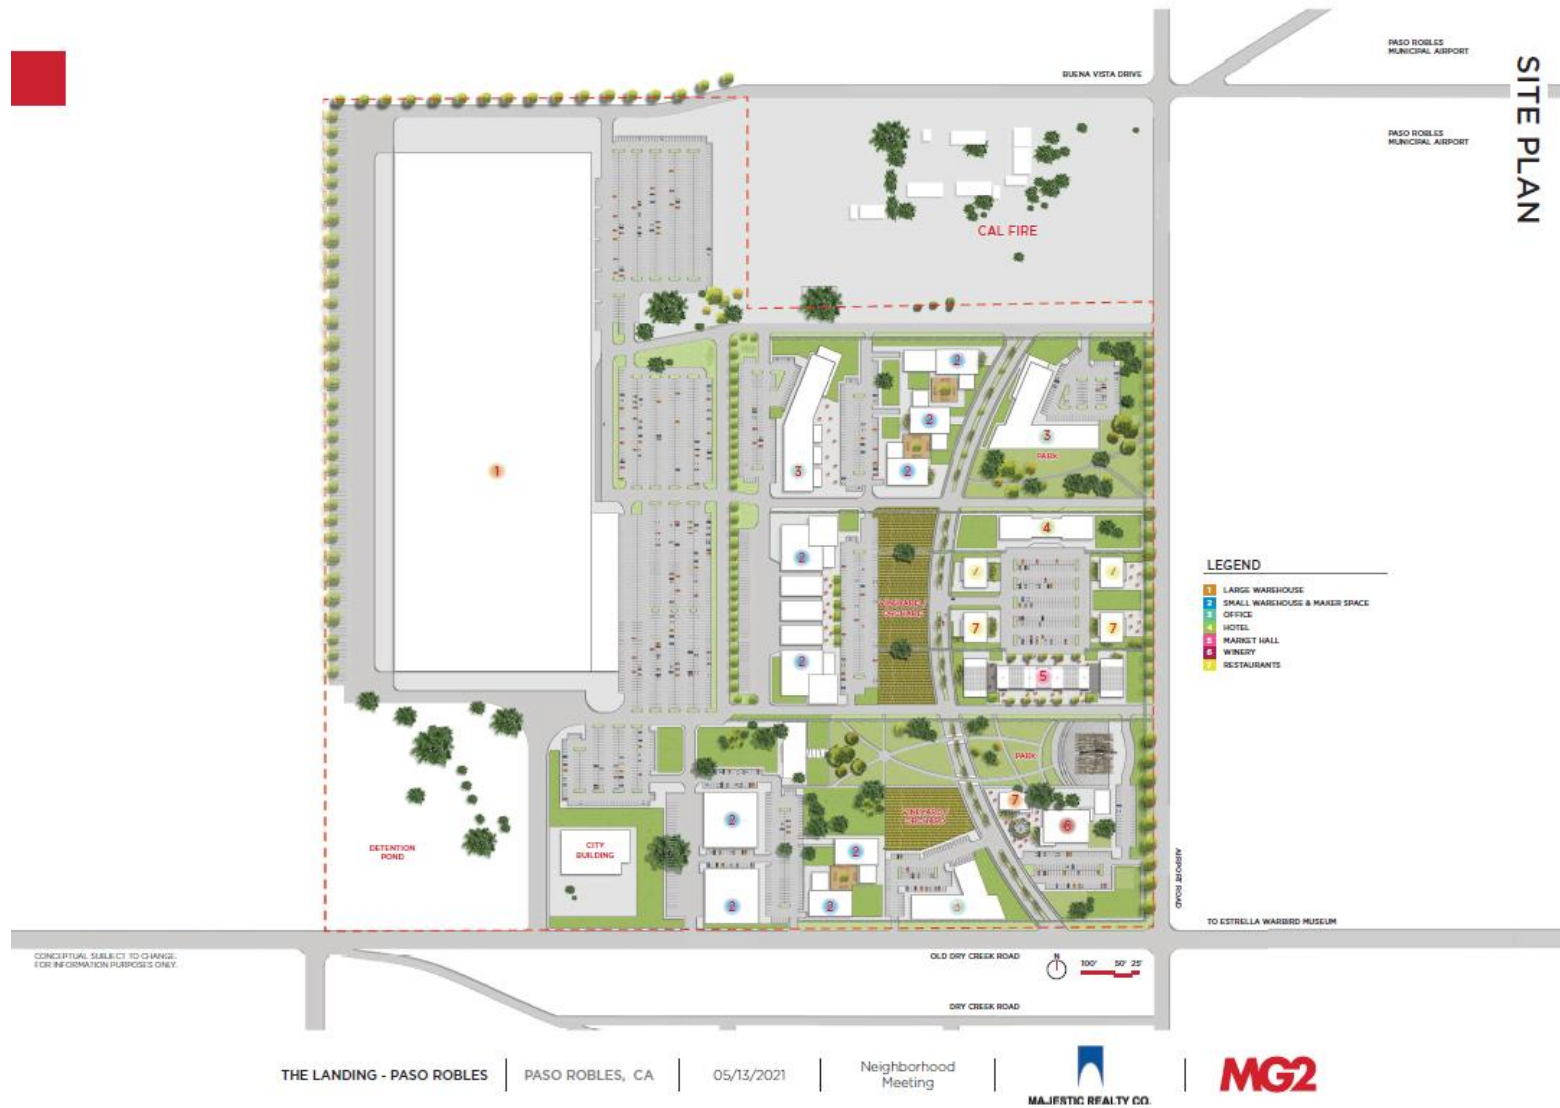 PASO ROBLES
MUNICIPAL AIRPORT
SITE PLAN
BUENA VISTA DRIVE
PASO ROBLES
MUNICIPAL AIRPORT
CAL FIRE
2
2
3
PARK
3
2
1
4
2
7
VINEYARD /
ORCHARD
7
7
7
2
5
LEGEND
1 LARGE WAREHOUSE
2 SMALL WAREHOUSE & MAKER SPACE
3 OFFICE
4 HOTEL
5 MARKET HALL
6 WINERY
7 RESTAURANTS
PARK
7
2
VINEYARD /
ORCHARD
6
DETENTION
POND
CITY
BUILDING
2
2
2
3
AIRPORT ROAD
TO ESTRELLA WARBIRD MUSEUM
CONCEPTUAL SUBJECT TO CHANGE.
FOR INFORMATION PURPOSES ONLY.
OLD DRY CREEK ROAD
N
100' 50' 25'
DRY CREEK ROAD
THE LANDING - PASO ROBLES
PASO ROBLES, CA
05/13/2021
Neighborhood
Meeting
MAJESTIC REALTY CO.
MG2